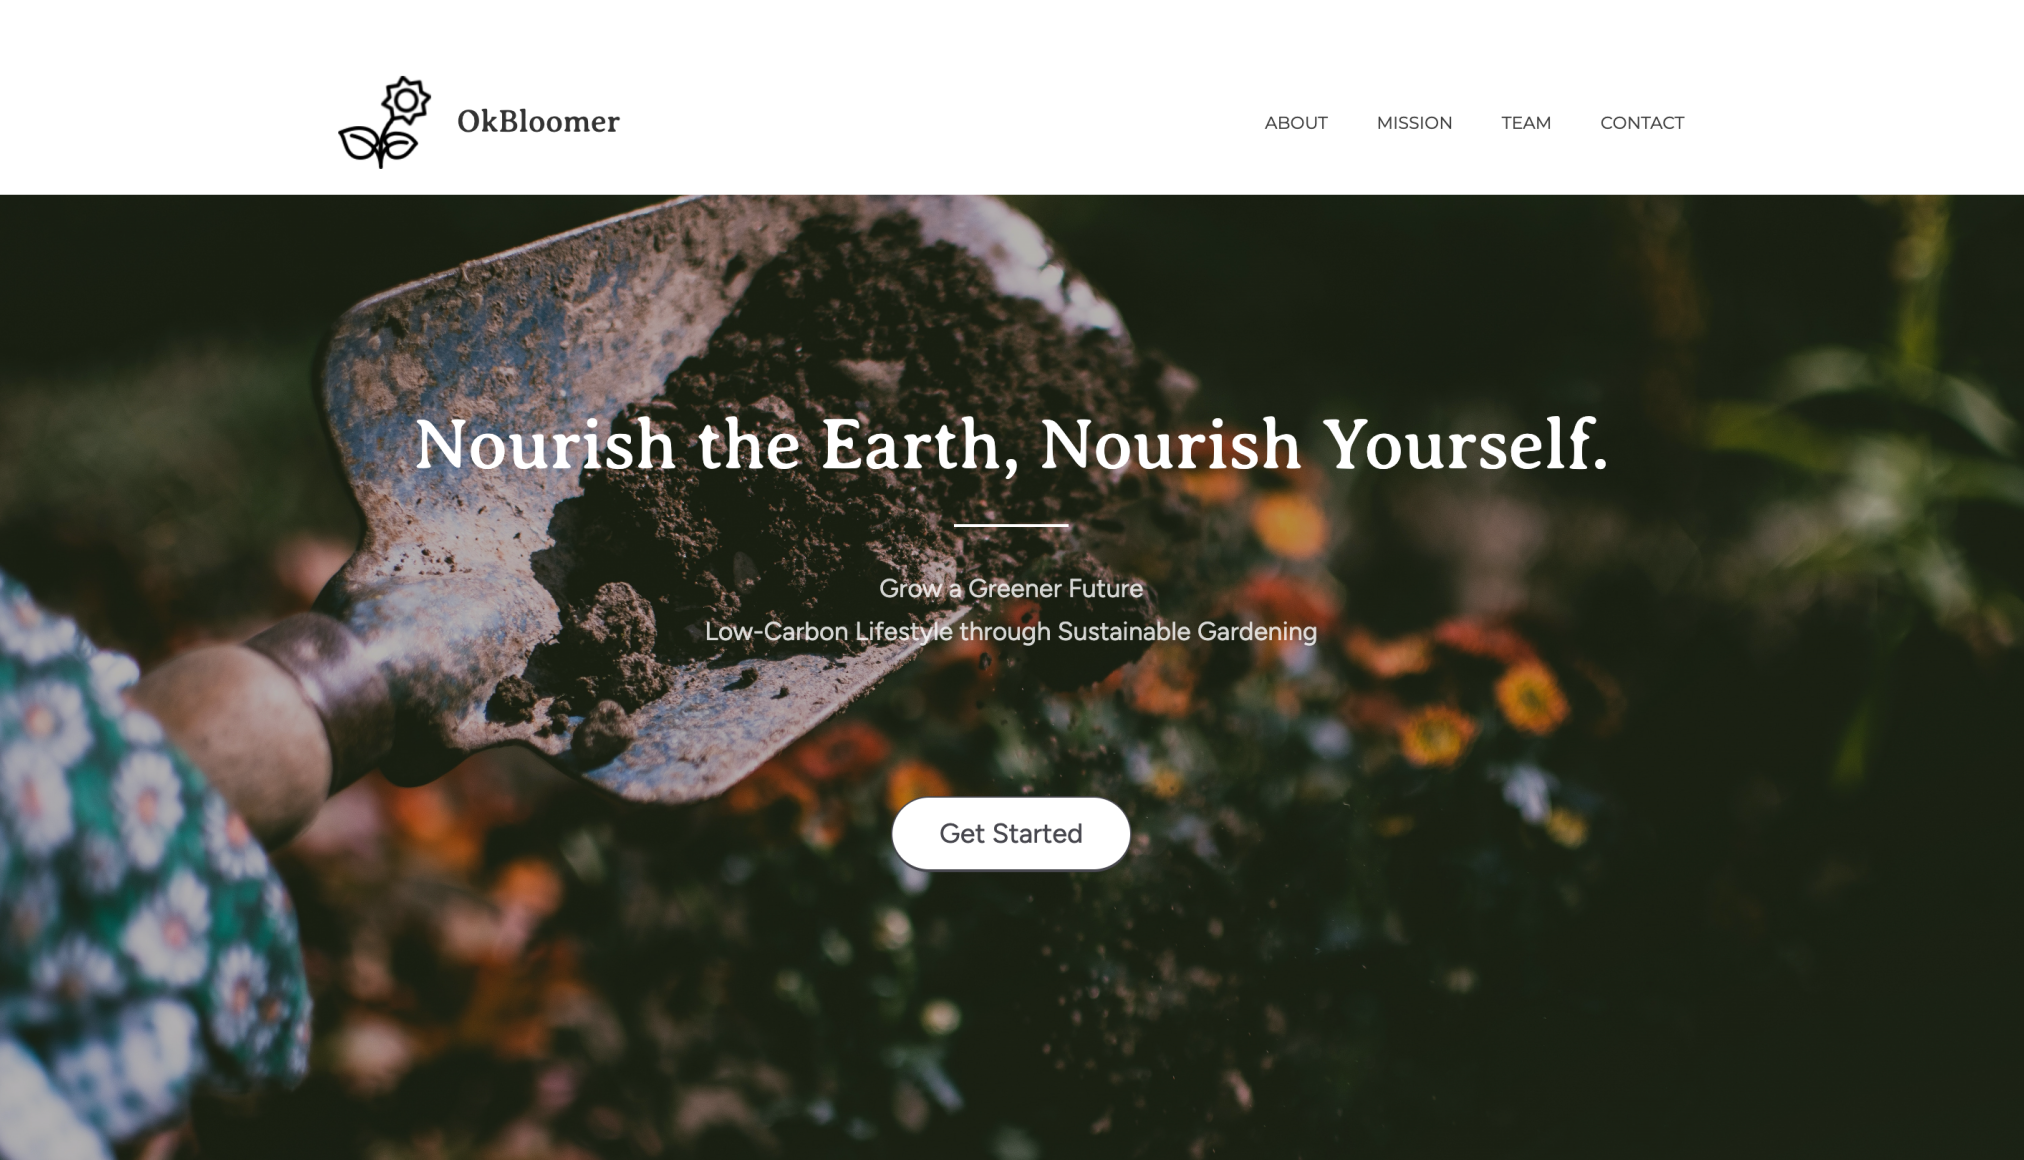 OkBloomer
ABOUT MISSION TEAM CONTACT
Nourish the Earth, Nourish Yourself.
Grow a Greener Future
Low-Carbon Lifestyle through Sustainable Gardening
Get Started